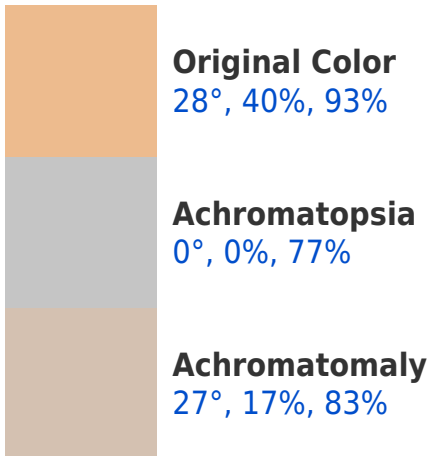 Original Color
28°, 40%, 93%
Achromatopsia
0°, 0%, 77%
Achromatomaly
27°, 17%, 83%